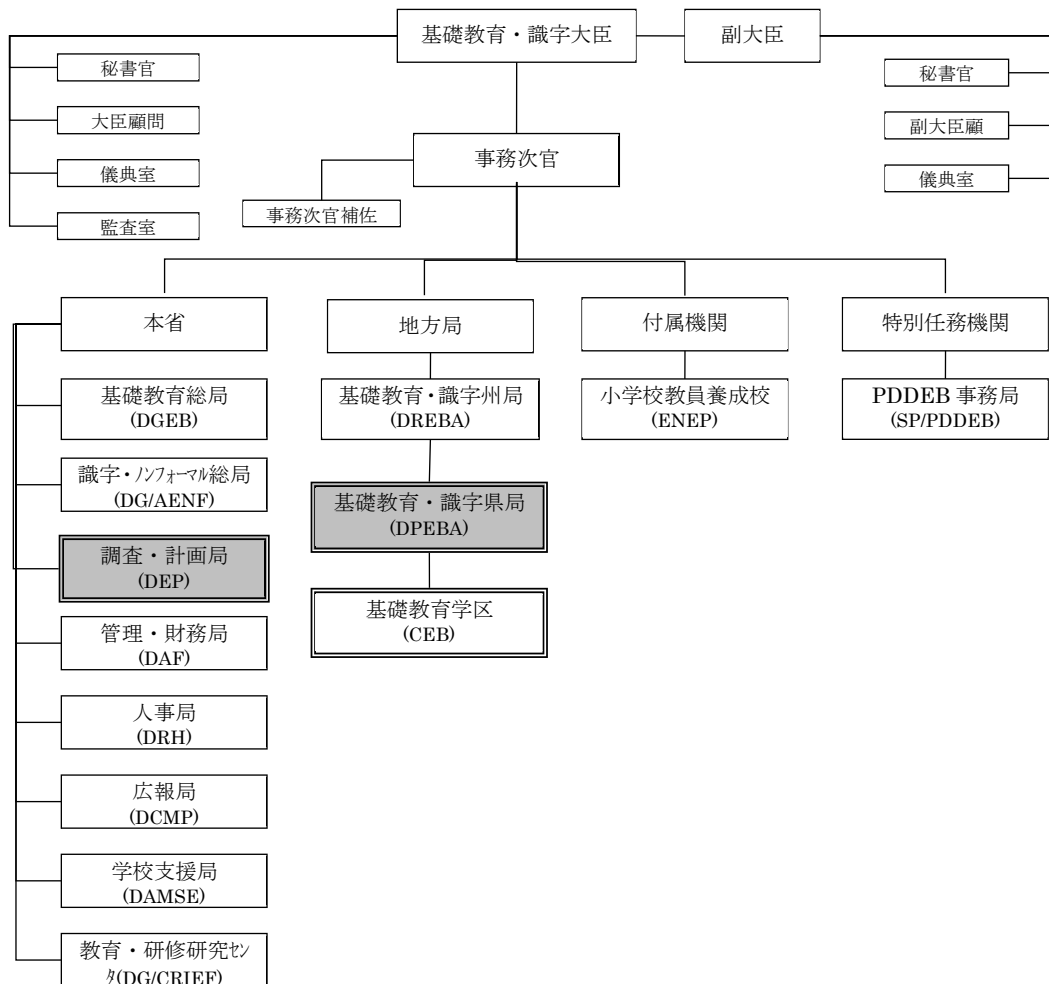 基礎教育・識字大臣
副大臣
秘書官
大臣顧問
儀典室
監査室
秘書官
副大臣顧
儀典室
事務次官
事務次官補佐
本省
地方局
付属機関
特別任務機関
基礎教育総局
(DGEB)
基礎教育・識字州局
(DREBA)
小学校教員養成校
(ENEP)
PDDEB 事務局
(SP/PDDEB)
識字・ﾉﾝﾌｫｰﾏﾙ総局
(DG/AENF)
基礎教育・識字県局
(DPEBA)
調査・計画局
(DEP)
基礎教育学区
(CEB)
管理・財務局
(DAF)
人事局
(DRH)
広報局
(DCMP)
学校支援局
(DAMSE)
教育・研修研究ｾﾝ
ﾀ(DG/CRIEF)